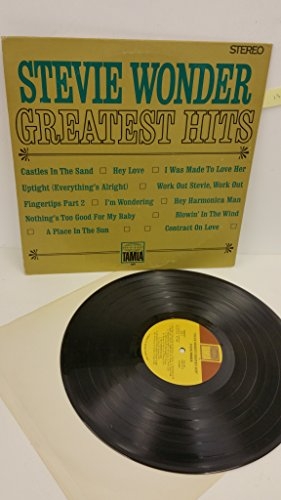 STEREO
STEVIE WONDER
GREATEST HITS
Castles In The Sand □ Hey Love □ I Was Made To Love Her
Uptight (Everything's Alright) □ Work Out Stevie, Work Out
Fingertips Part 2 □ I'm Wondering □ Hey Harmonica Man
Nothing's Too Good For My Baby □ Blowin' In The Wind
□ A Place In The Sun □ Contract On Love □
TAMLA